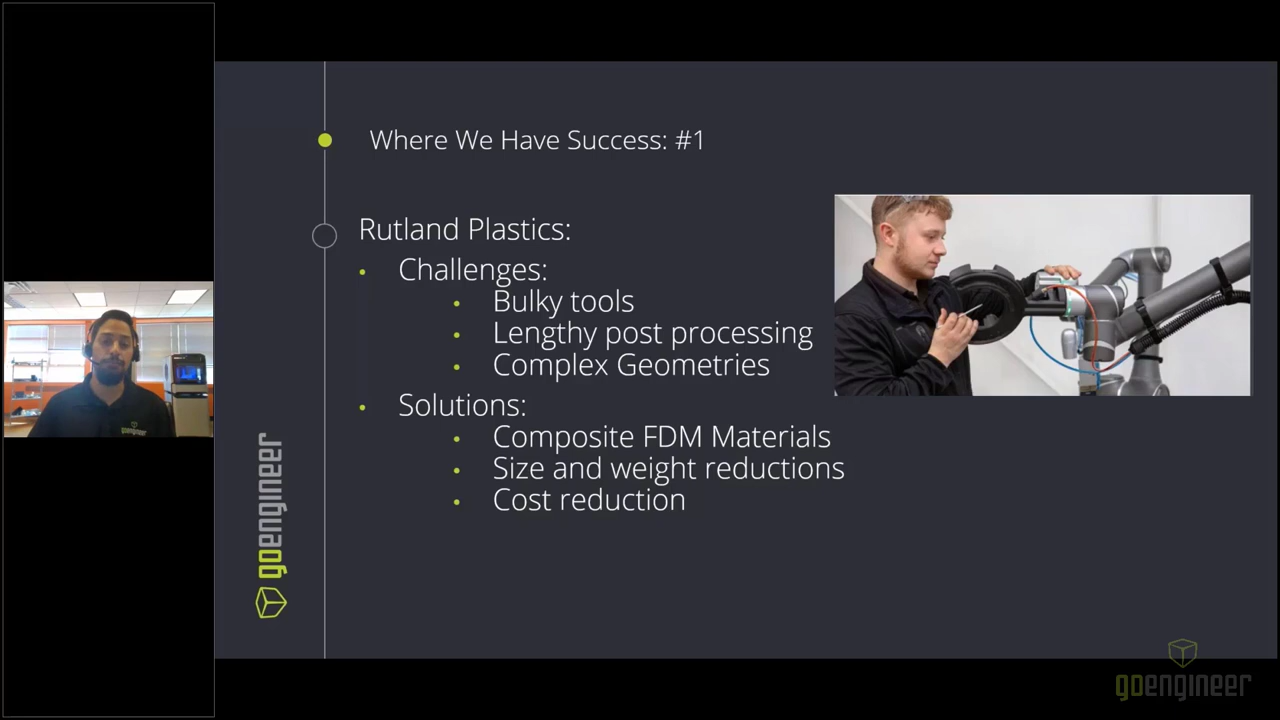 Where We Have Success: #1
Rutland Plastics:
Challenges:
Bulky tools
Lengthy post processing
Complex Geometries
Solutions:
Composite FDM Materials
Size and weight reductions
Cost reduction
goengineer
goengineer
goengineer